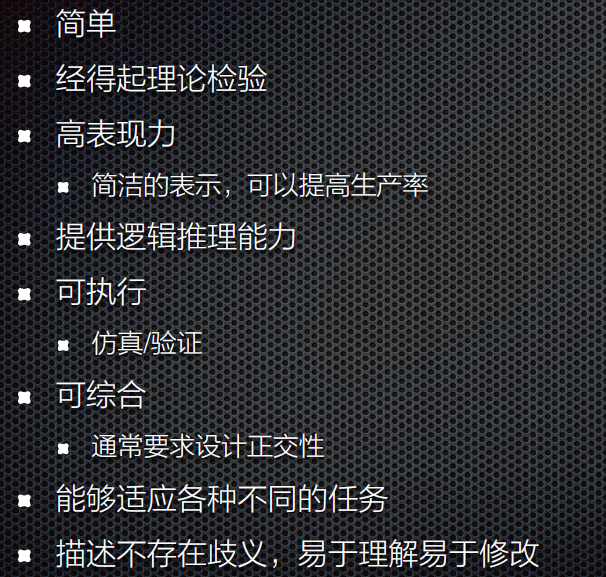 简单
经得起理论检验
高表现力
简洁的表示，可以提高生产率
提供逻辑推理能力
可执行
仿真/验证
可综合
通常要求设计正交性
能够适应各种不同的任务
描述不存在歧义，易于理解易于修改